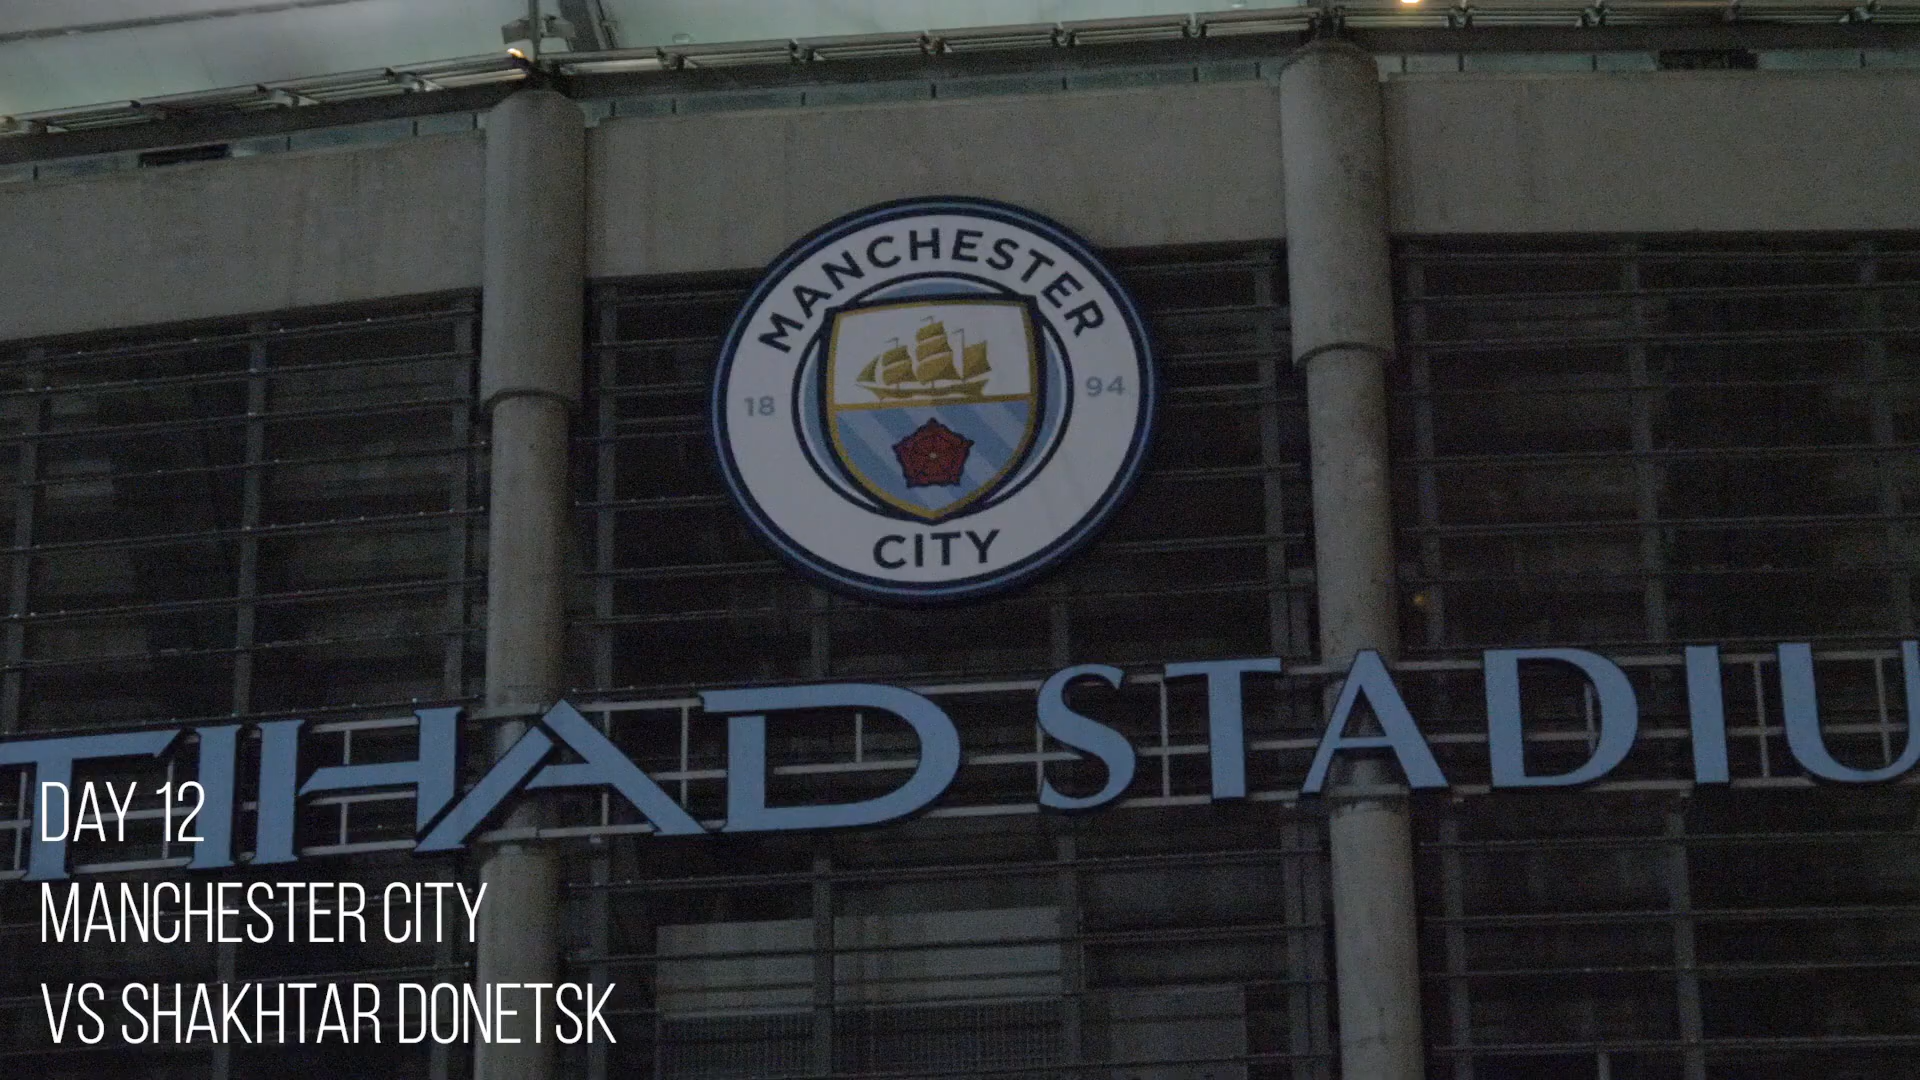 MANCHESTER
18 94
CITY
TIHAD STADIU
DAY 12
MANCHESTER CITY
VS SHAKHTAR DONETSK